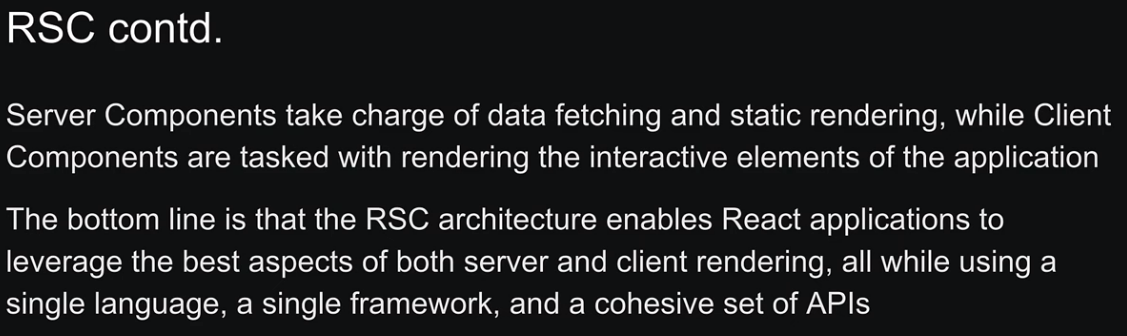 RSC contd.
Server Components take charge of data fetching and static rendering, while Client
Components are tasked with rendering the interactive elements of the application
The bottom line is that the RSC architecture enables React applications to
leverage the best aspects of both server and client rendering, all while using a
single language, a single framework, and a cohesive set of APIs